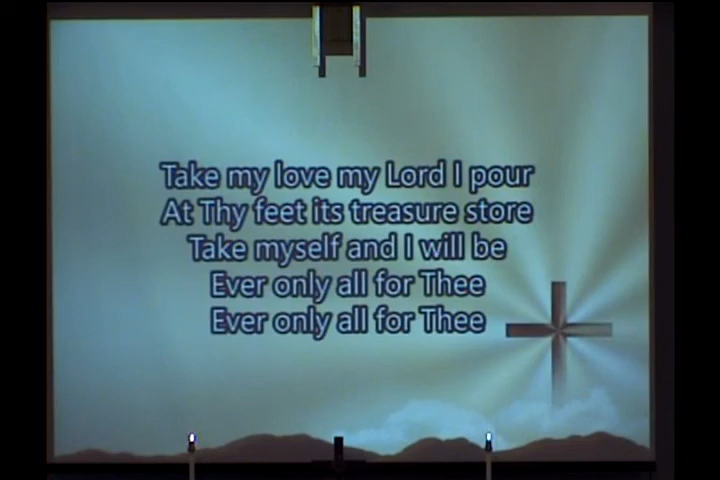 Take my love my Lord I pour
At Thy feet its treasure store
Take myself and I will be
Ever only all for Thee
Ever only all for Thee